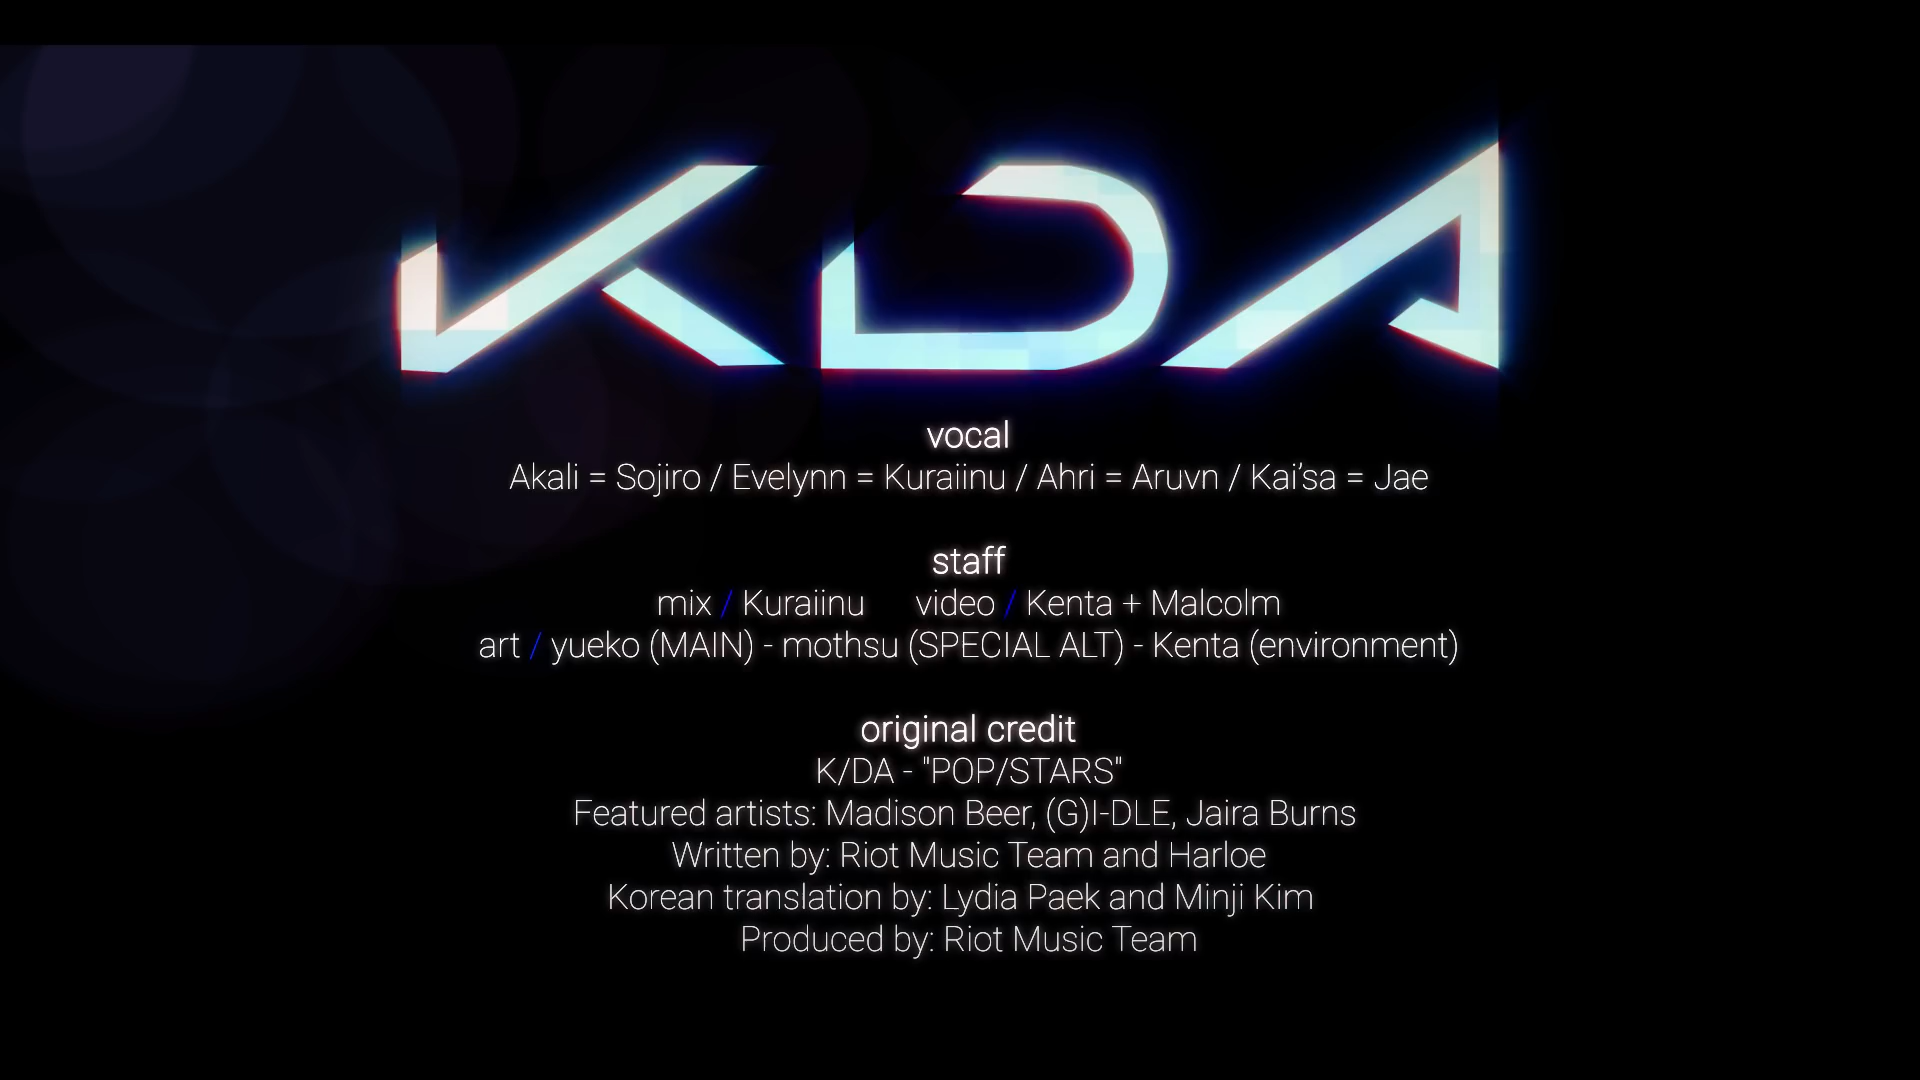 KDA
vocal
Akali = Sojiro / Evelynn = Kuraiinu / Ahri = Aruvn / Kai'sa = Jae
staff
mix / Kuraiinu video / Kenta + Malcolm
art / yueko (MAIN) - mothsu (SPECIAL ALT) - Kenta (environment)
original credit
K/DA - "POP/STARS"
Featured artists: Madison Beer, (G)I-DLE, Jaira Burns
Written by: Riot Music Team and Harloe
Korean translation by: Lydia Paek and Minji Kim
Produced by: Riot Music Team